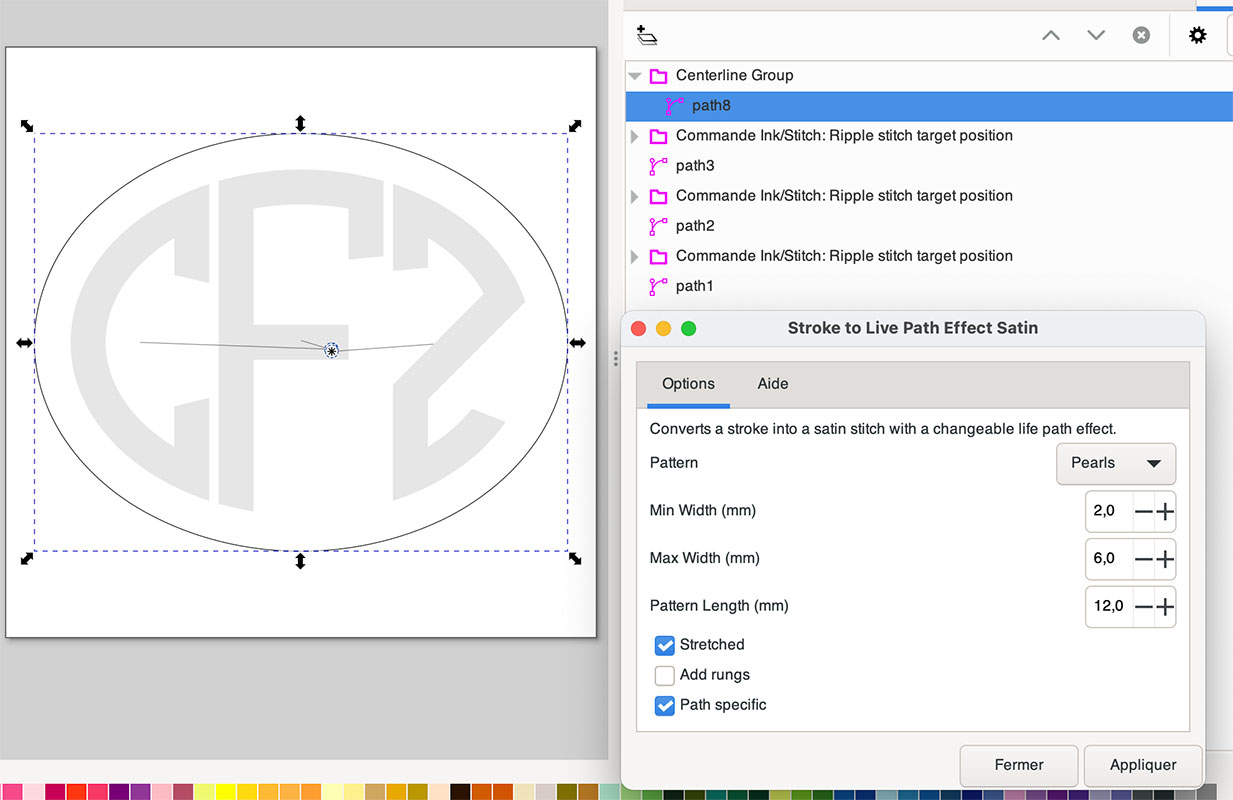 CFZ
Centerline Group
path8
Commande Ink/Stitch: Ripple stitch target position
path3
Commande Ink/Stitch: Ripple stitch target position
path2
Commande Ink/Stitch: Ripple stitch target position
path1
Stroke to Live Path Effect Satin
Options Aide
Converts a stroke into a satin stitch with a changeable life path effect.
Pattern Pearls
Min Width (mm) 2,0
Max Width (mm) 6,0
Pattern Length (mm) 12,0
Stretched
Add rungs
Path specific
Fermer Appliquer